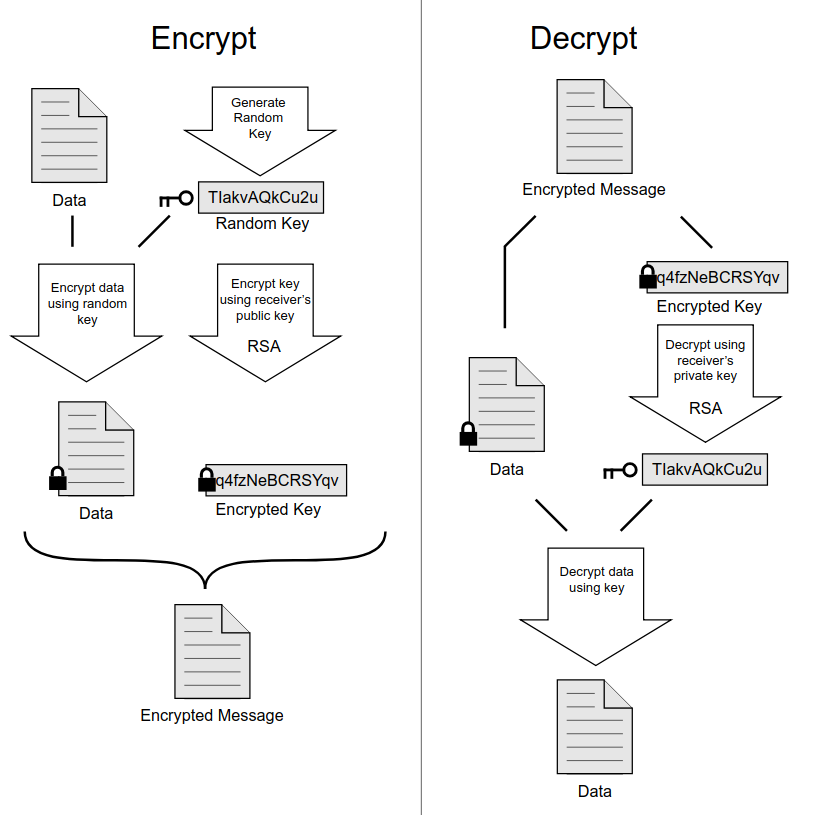 Encrypt
Generate
Random
Key
Data
TIakvAQkCu2u
Random Key
Encrypt data
using random
key
Encrypt key
using receiver's
public key
RSA
Data
q4fzNeBCRSYqv
Encrypted Key
Encrypted Message
Decrypt
Encrypted Message
q4fzNeBCRSYqv
Encrypted Key
Decrypt using
receiver's
private key
RSA
Data
TIakvAQkCu2u
Decrypt data
using key
Data